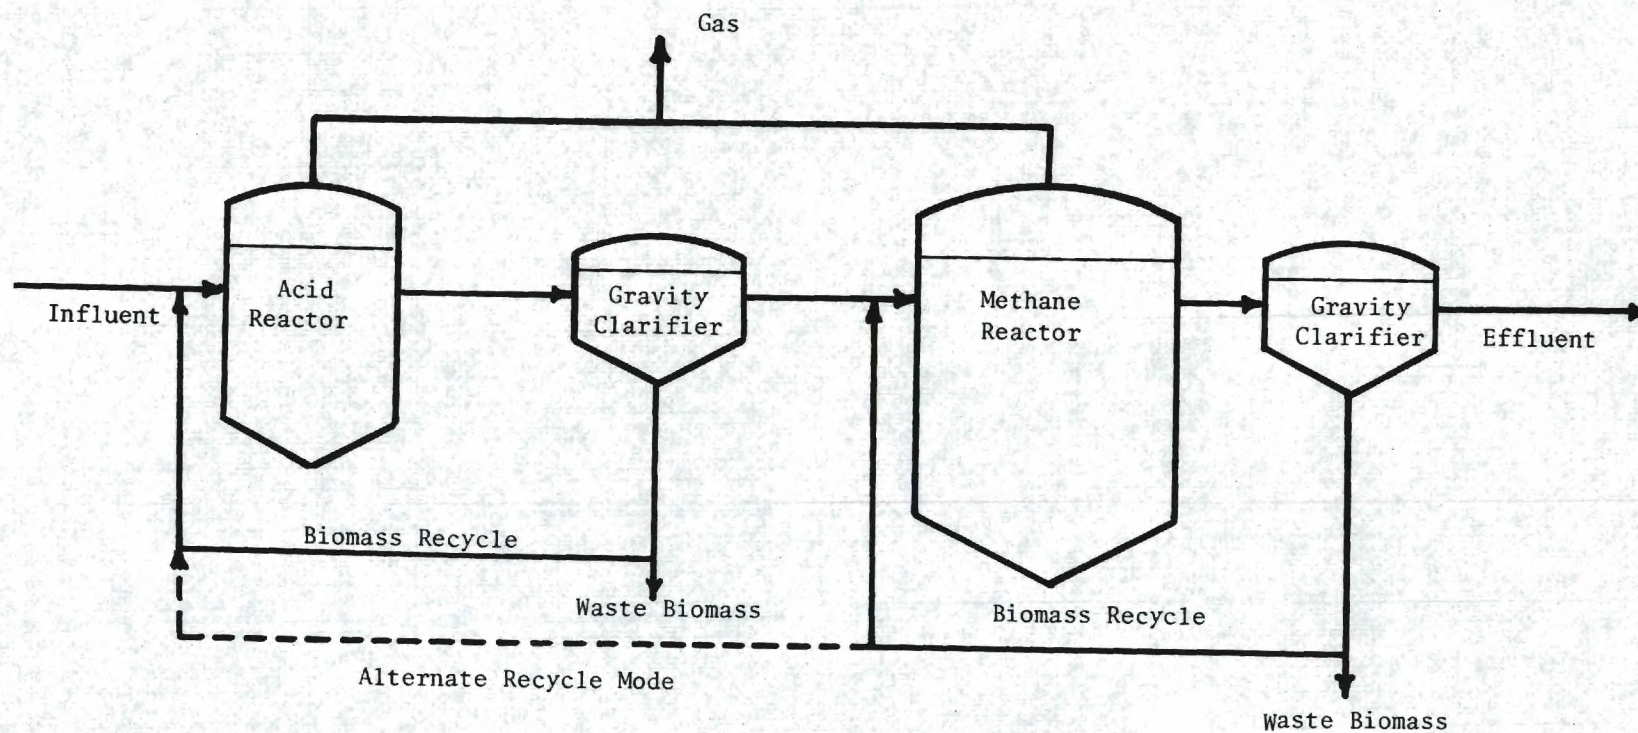 Gas
Influent
Acid
Reactor
Gravity
Clarifier
Methane
Reactor
Gravity
Clarifier
Effluent
Biomass Recycle
Waste Biomass
Biomass Recycle
Alternate Recycle Mode
Waste Biomass